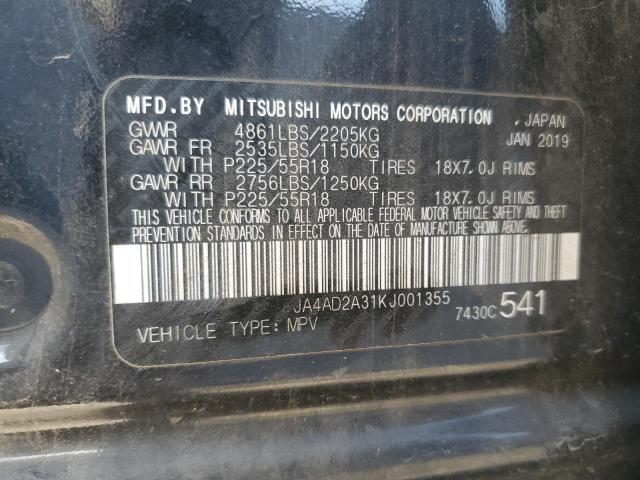 MFD.BY MITSUBISHI MOTORS CORPORATION . JAPAN
GVWR 4861LBS/2205KG JAN 2019
GAWR FR 2535LBS/1150KG
WITH P225/55R18 TIRES 18X7.0J RIMS
GAWR RR 2756LBS/1250KG
WITH P225/55R18 TIRES 18X7.0J RIMS
THIS VEHICLE CONFORMS TO ALL APPLICABLE FEDERAL MOTOR VEHICLE SAFETY AND THEFT
PREVENTION STANDARDS IN EFFECT ON THE DATE OF MANUFACTURE SHOWN ABOVE.
JA4AD2A31KJ001355
VEHICLE TYPE: MPV 7430C 541